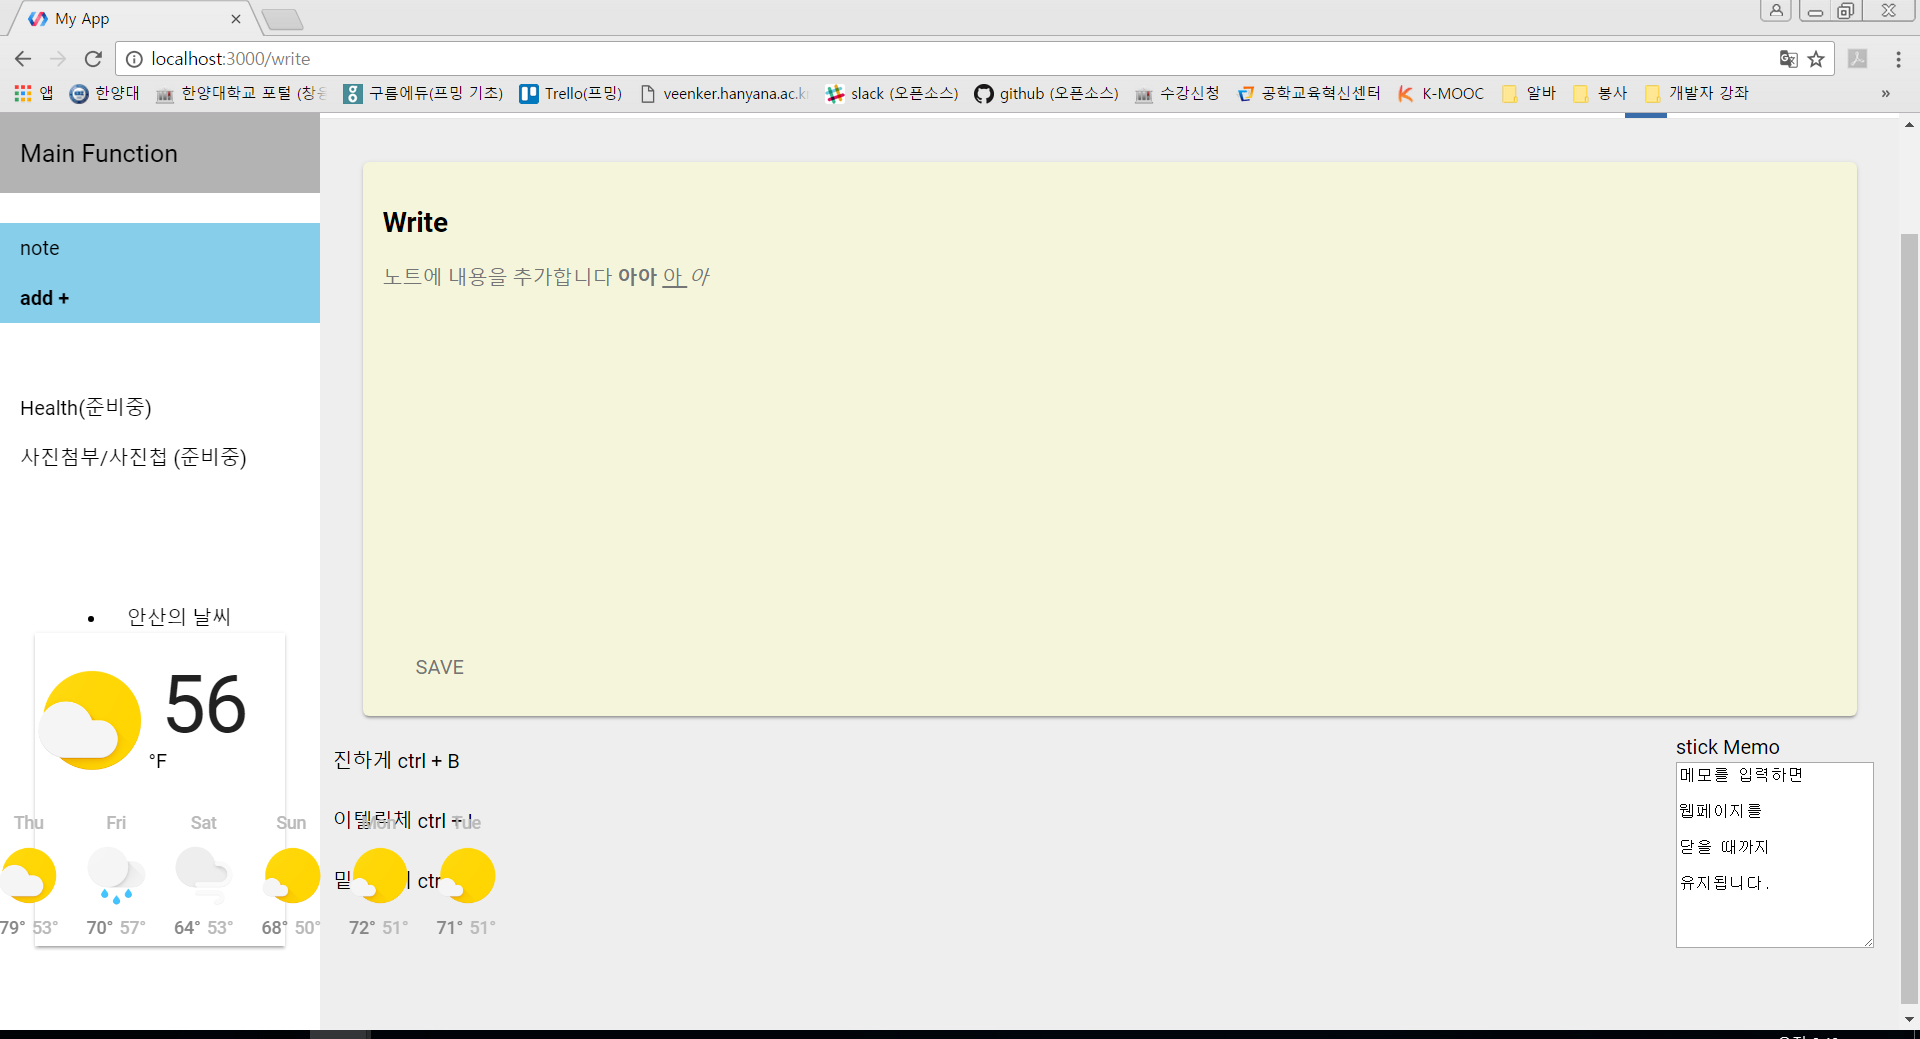 My App
localhost:3000/write
앱 한양대 한양대학교 포털 (창 구름에듀(프밍 기초) Trello(프밍) veenker.hanyana.ac.k slack (오픈소스) github (오픈소스) 수강신청 공학교육혁신센터 K-MOOC 알바 봉사 개발자 강좌 »
Main Function
note
add +
Health(준비중)
사진첨부/사진첩 (준비중)
안산의 날씨
56
°F
Thu Fri Sat Sun Mon Tue
79° 53° 70° 57° 64° 53° 68° 50° 72° 51° 71° 51°
Write
노트에 내용을 추가합니다 아아 아 아
SAVE
진하게 ctrl + B
이텔릭체 ctrl + I
밑 ctr
stick Memo
메모를 입력하면
웹페이지를
닫을 때까지
유지됩니다.